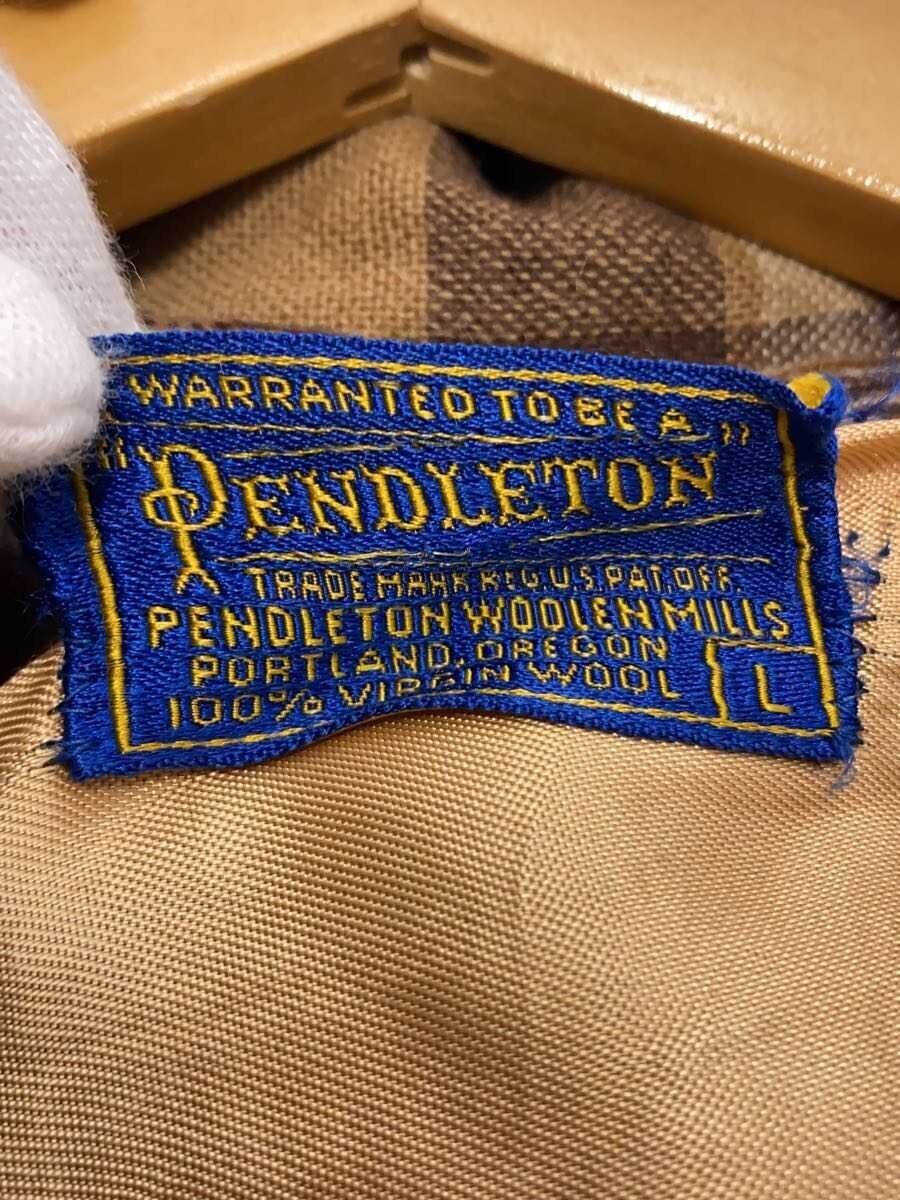 WARRANTED TO BE A
"PENDLETON"
TRADE MARK REG.U.S.PAT.OFF.
PENDLETON WOOLEN MILLS
PORTLAND, OREGON
100% VIRGIN WOOL
L